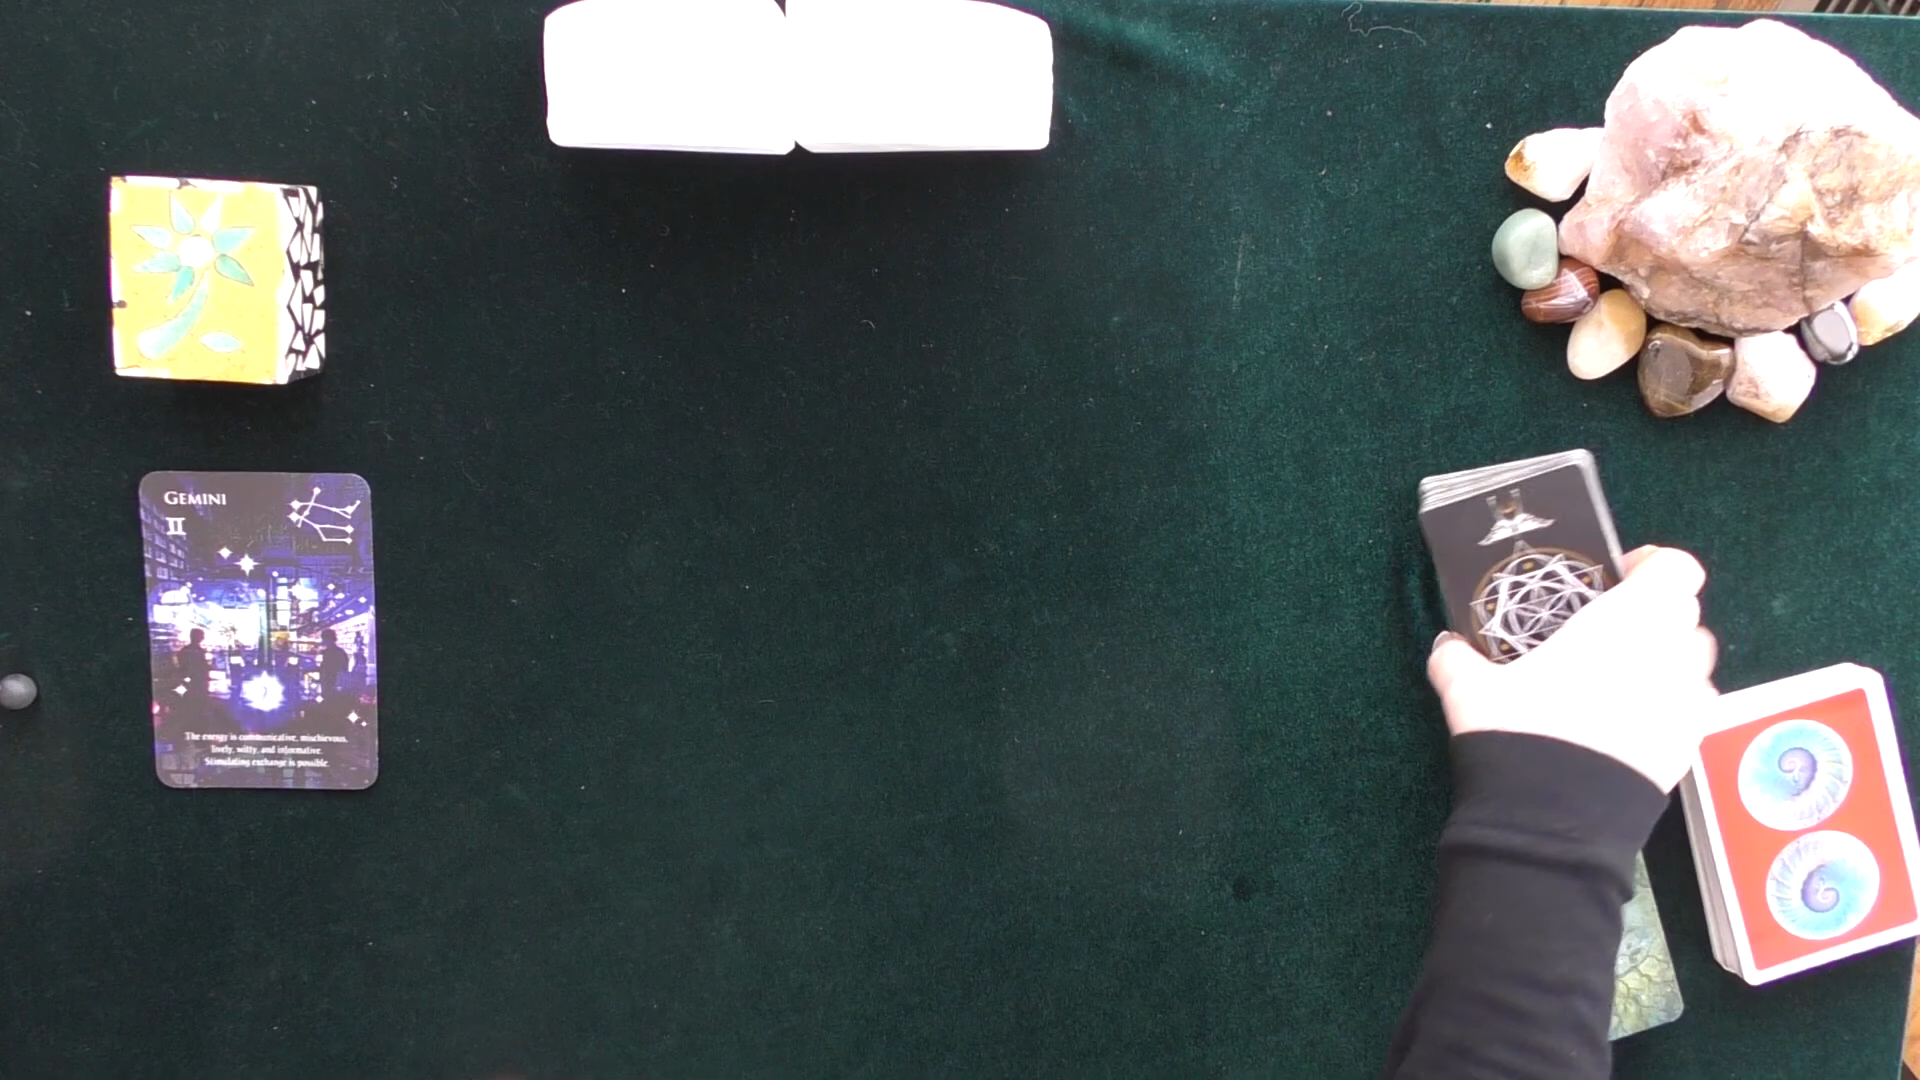 GEMINI
♊
The energy is communicative, mischievous,
lively, witty, and informative.
Stimulating exchange is possible.